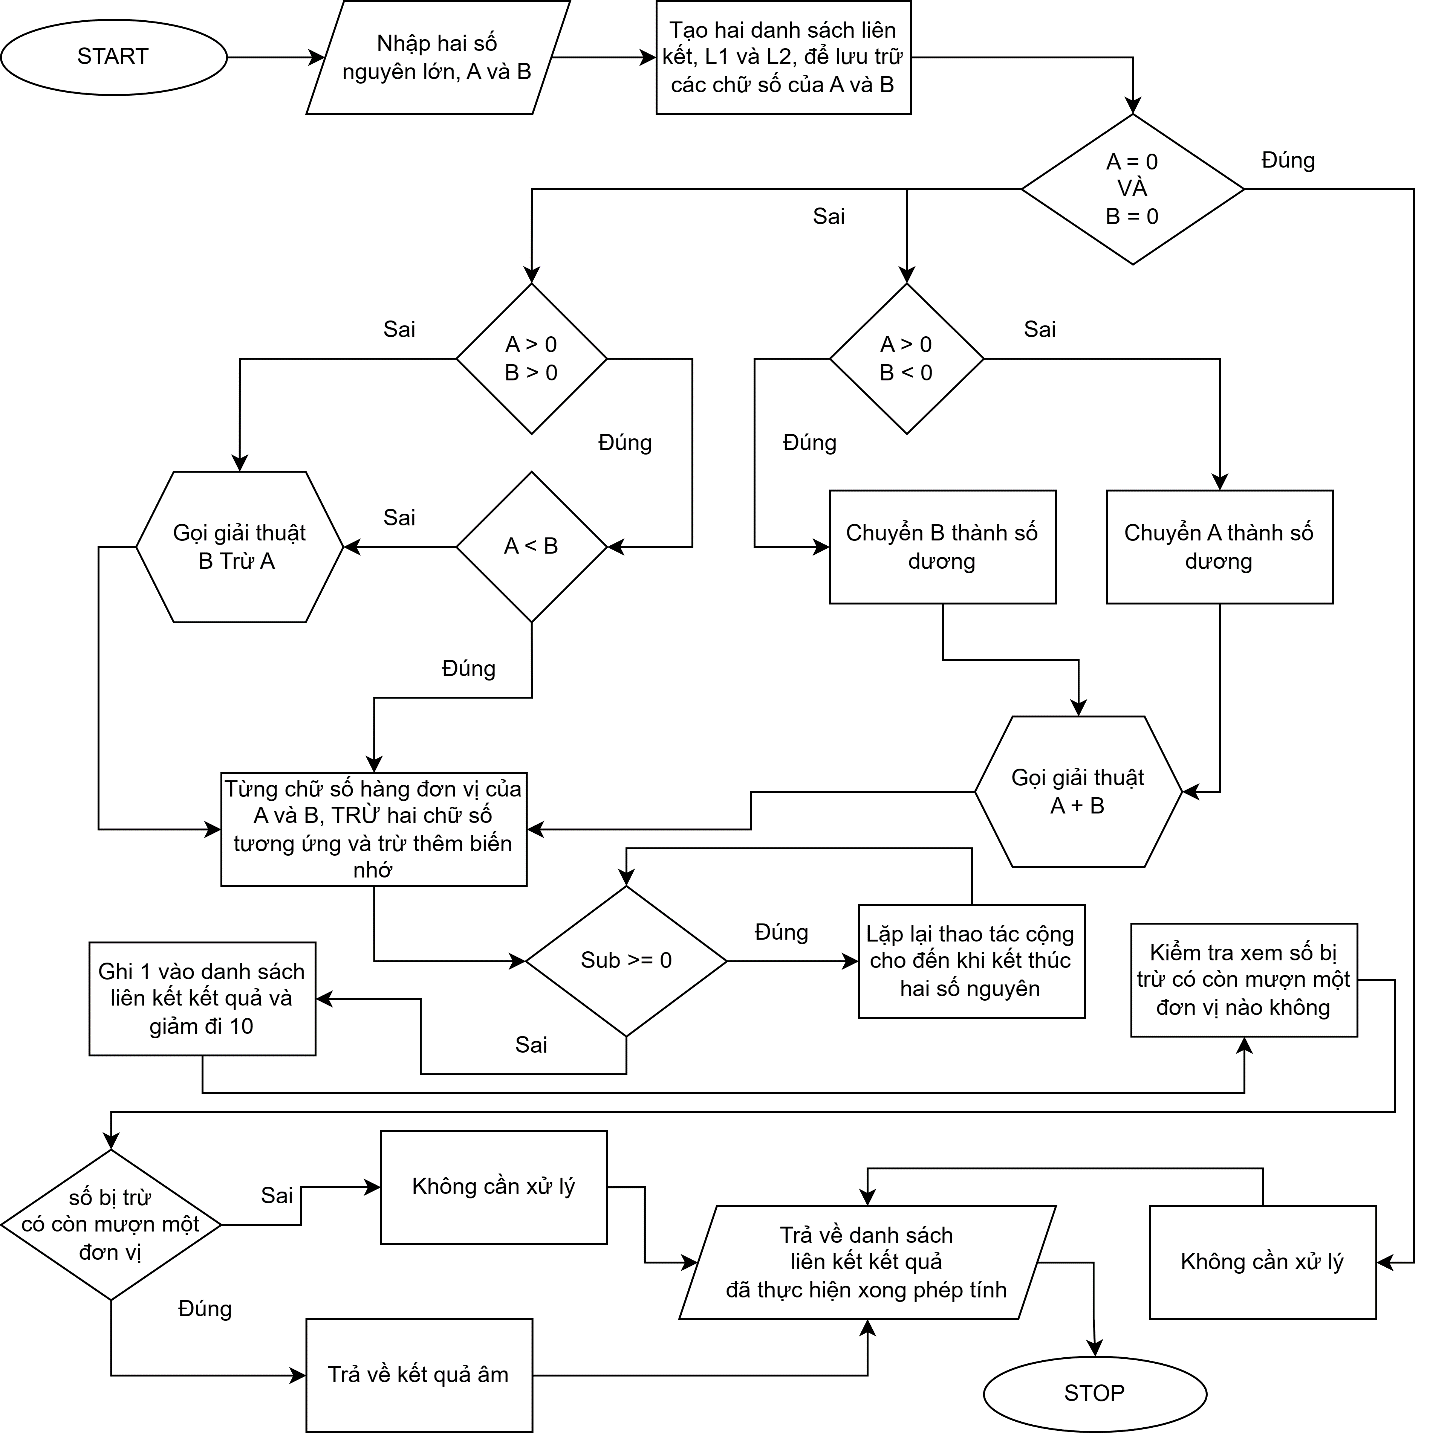 START
Nhập hai số
nguyên lớn, A và B
Tạo hai danh sách liên
kết, L1 và L2, để lưu trữ
các chữ số của A và B
A = 0
VÀ
B = 0
Đúng
Sai
A > 0
B > 0
Sai
Đúng
A > 0
B < 0
Sai
Đúng
Gọi giải thuật
B Trừ A
Sai
A < B
Chuyển B thành số
dương
Chuyển A thành số
dương
Đúng
Gọi giải thuật
A + B
Từng chữ số hàng đơn vị của
A và B, TRỪ hai chữ số
tương ứng và trừ thêm biến
nhớ
Sub >= 0
Đúng
Lặp lại thao tác cộng
cho đến khi kết thúc
hai số nguyên
Kiểm tra xem số bị
trừ có còn mượn một
đơn vị nào không
Ghi 1 vào danh sách
liên kết kết quả và
giảm đi 10
Sai
số bị trừ
có còn mượn một
đơn vị
Sai
Không cần xử lý
Trả về danh sách
liên kết kết quả
đã thực hiện xong phép tính
Không cần xử lý
Đúng
Trả về kết quả âm
STOP